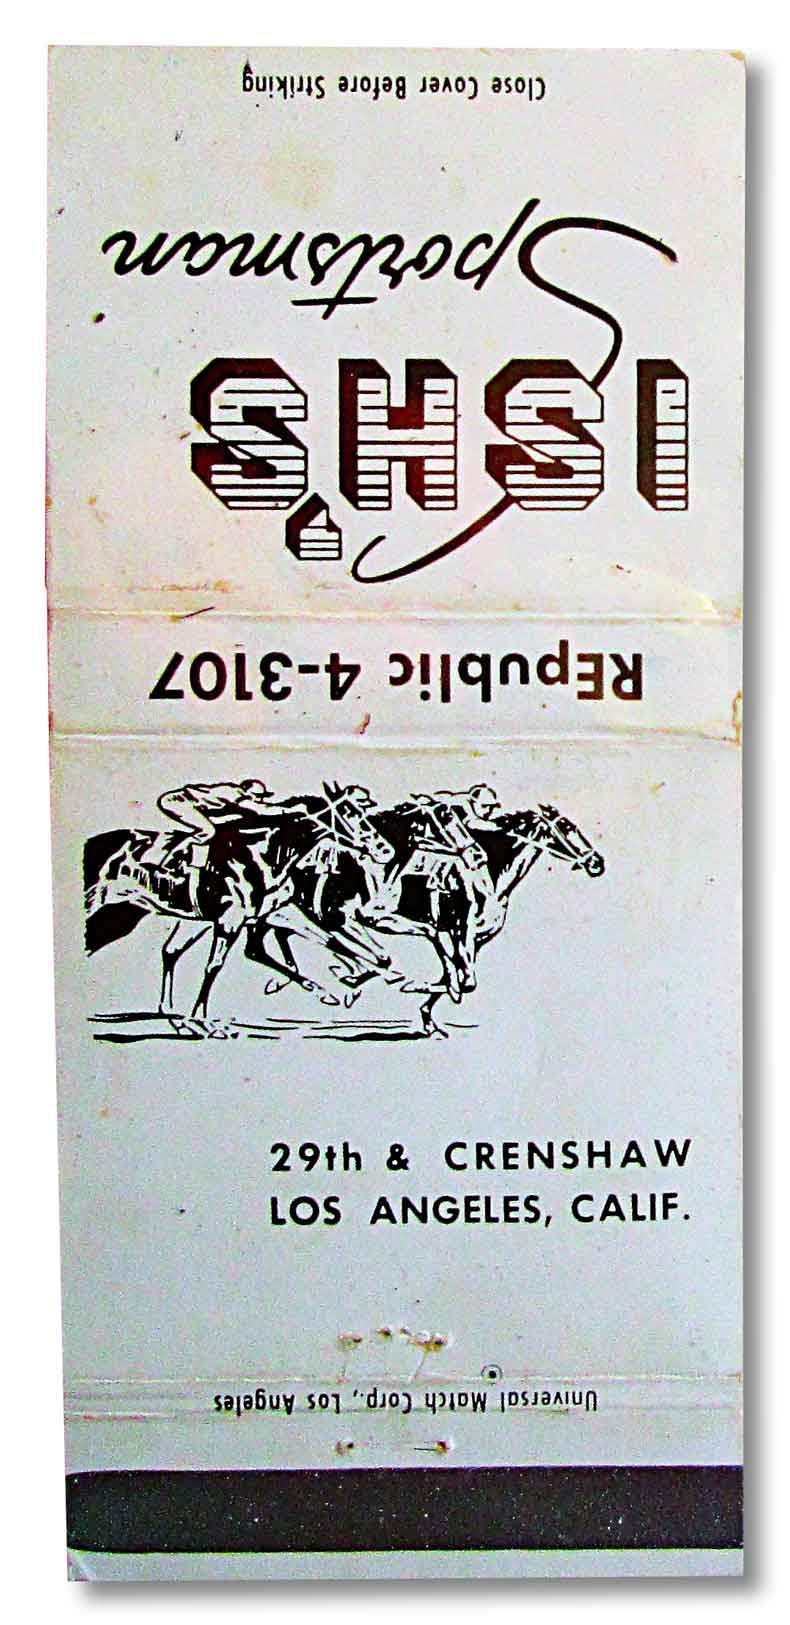 Close Cover Before Striking
Sportsman
ISH'S
REpublic 4-3107
29th & CRENSHAW
LOS ANGELES, CALIF.
Universal Match Corp., Los Angeles